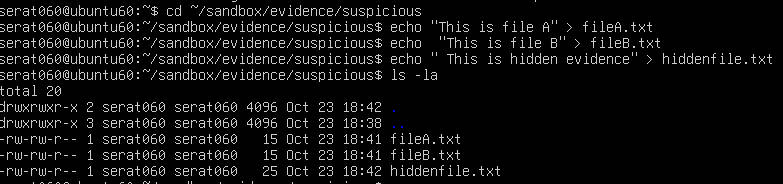 serat060@ubuntu60:~$ cd ~/sandbox/evidence/suspicious
serat060@ubuntu60:~/sandbox/evidence/suspicious$ echo "This is file A" > fileA.txt
serat060@ubuntu60:~/sandbox/evidence/suspicious$ echo  "This is file B" > fileB.txt
serat060@ubuntu60:~/sandbox/evidence/suspicious$ echo " This is hidden evidence" > hiddenfile.txt
serat060@ubuntu60:~/sandbox/evidence/suspicious$ ls -la
total 20
drwxrwxr-x 2 serat060 serat060 4096 Oct 23 18:42 .
drwxrwxr-x 3 serat060 serat060 4096 Oct 23 18:38 ..
-rw-rw-r-- 1 serat060 serat060   15 Oct 23 18:41 fileA.txt
-rw-rw-r-- 1 serat060 serat060   15 Oct 23 18:41 fileB.txt
-rw-rw-r-- 1 serat060 serat060   25 Oct 23 18:42 hiddenfile.txt